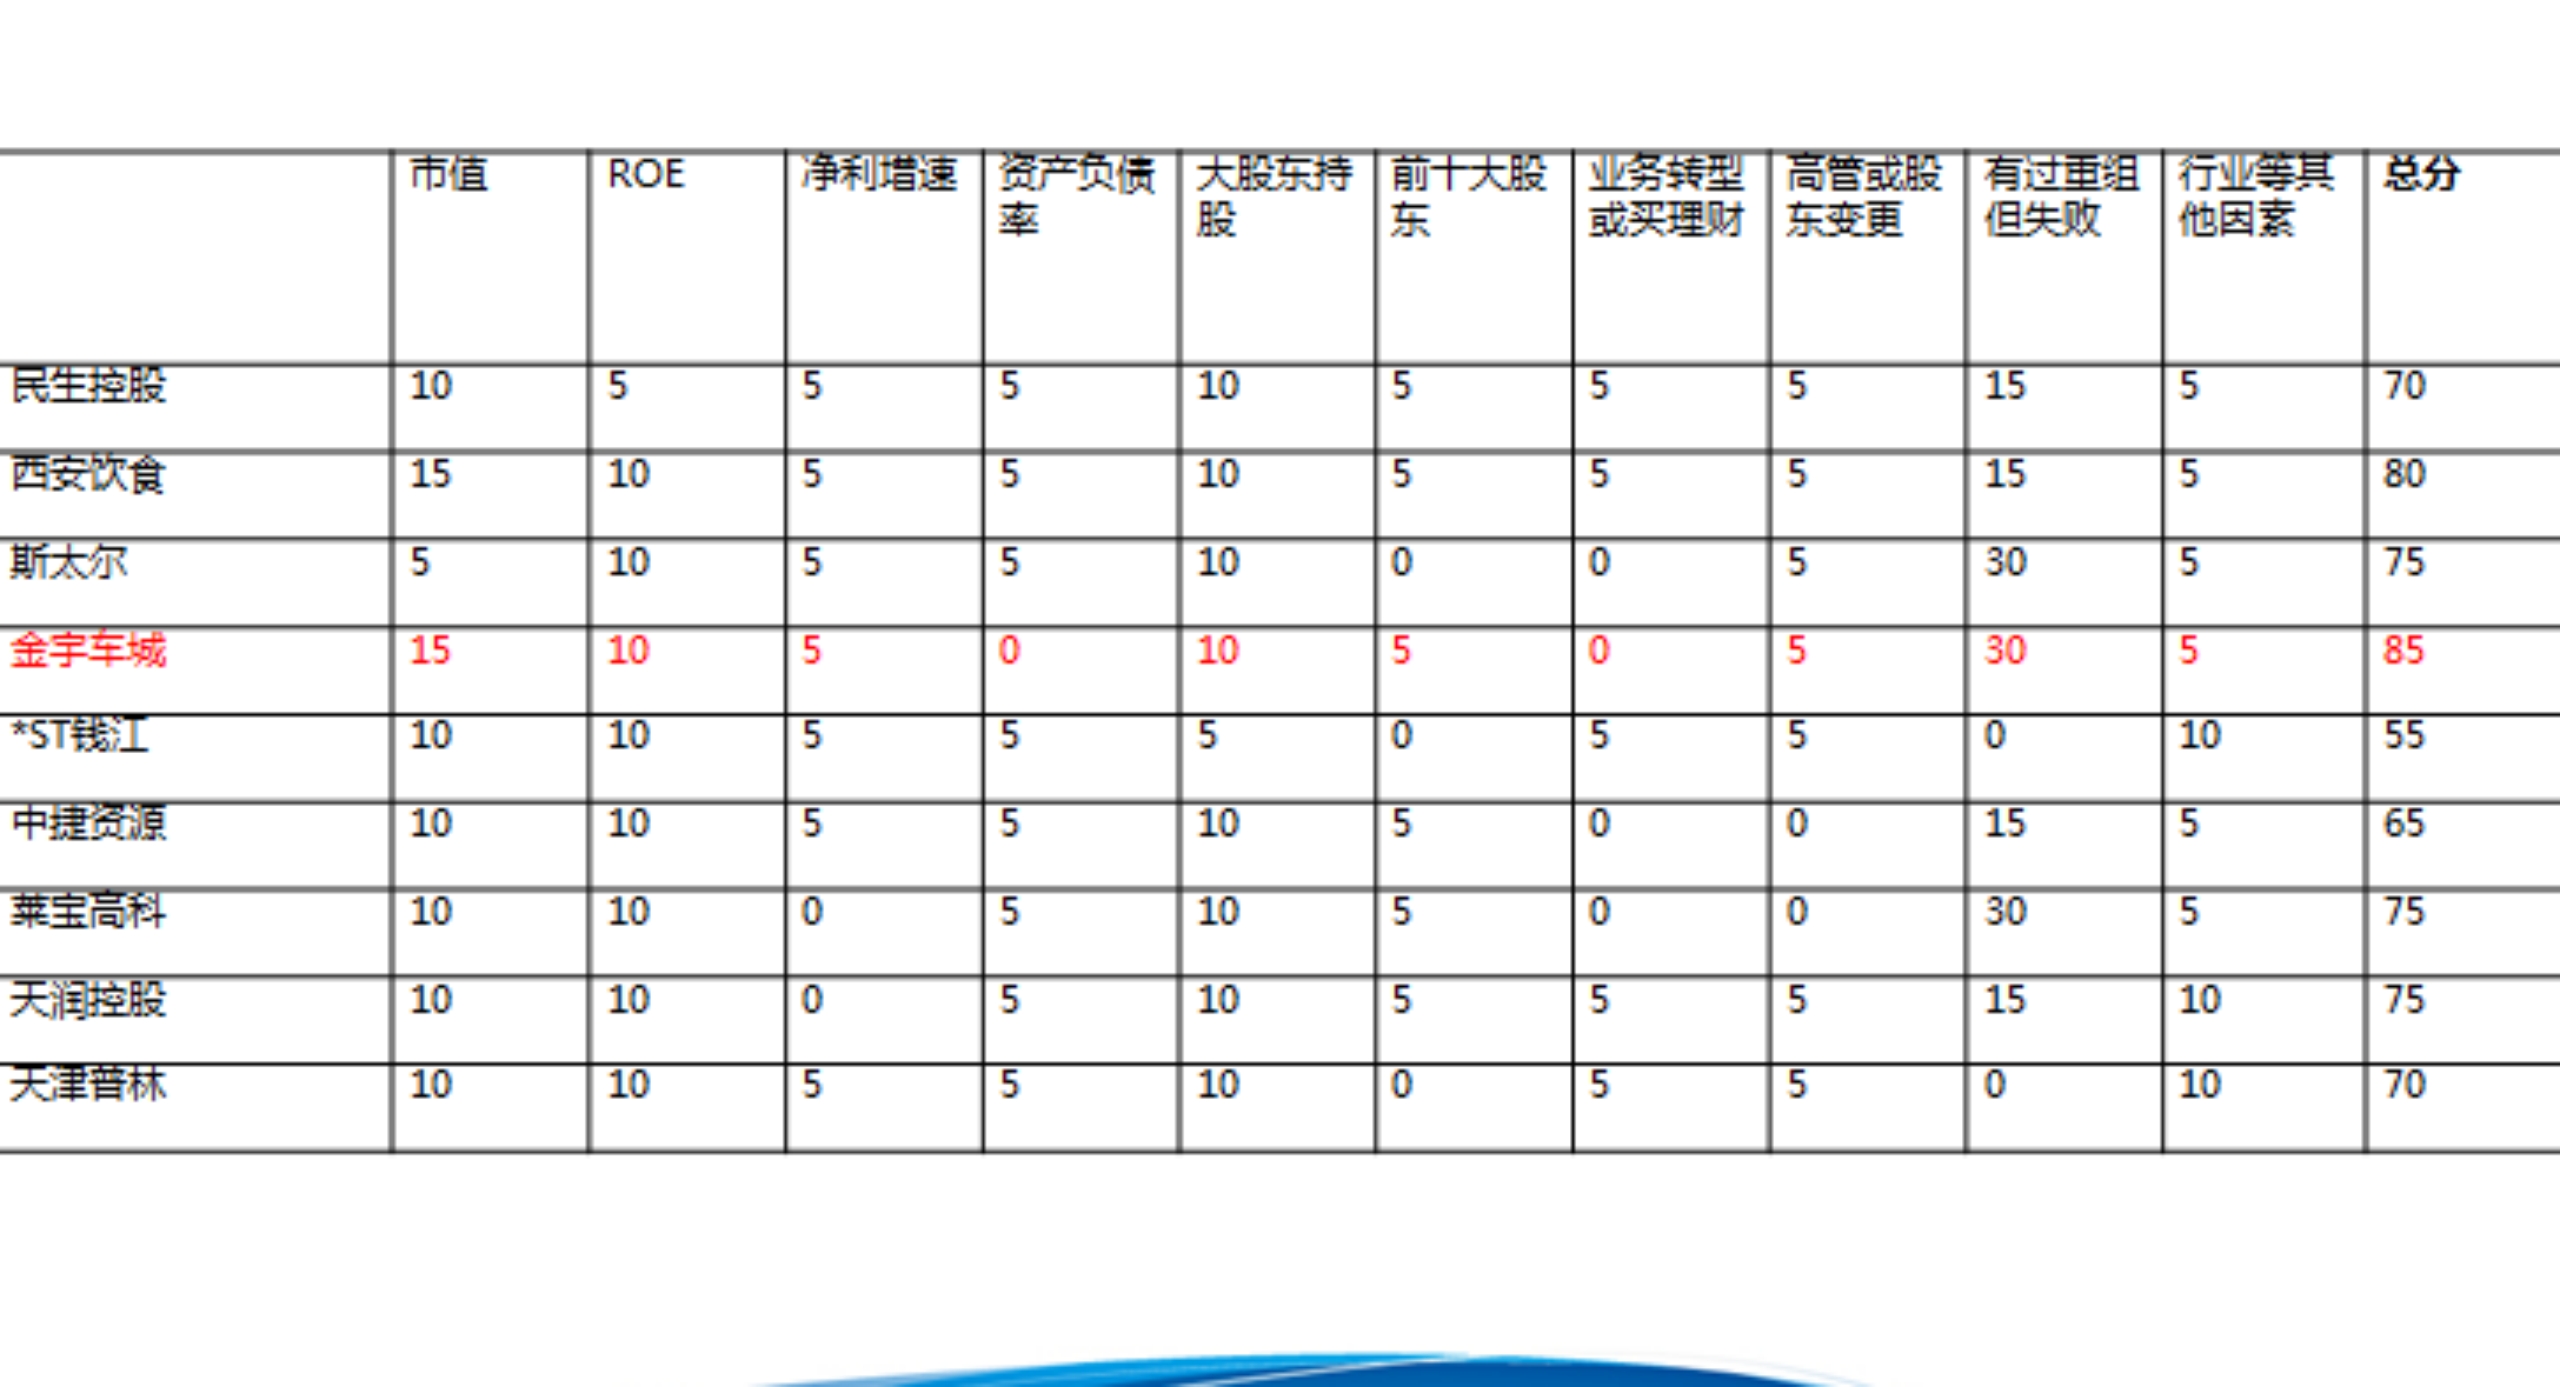 市值 ROE 净利增速 资产负债率 大股东持股 前十大股东 业务转型或买理财 高管或股东变更 有过重组但失败 行业等其他因素 总分
民生控股 10 5 5 5 10 5 5 5 15 5 70
西安饮食 15 10 5 5 10 5 5 5 15 5 80
斯太尔 5 10 5 5 10 0 0 5 30 5 75
金宇车城 15 10 5 0 10 5 0 5 30 5 85
*ST钱江 10 10 5 5 5 0 5 5 0 10 55
中捷资源 10 10 5 5 10 5 0 0 15 5 65
莱宝高科 10 10 0 5 10 5 0 0 30 5 75
天润控股 10 10 0 5 10 5 5 5 15 10 75
天津普林 10 10 5 5 10 0 5 5 0 10 70